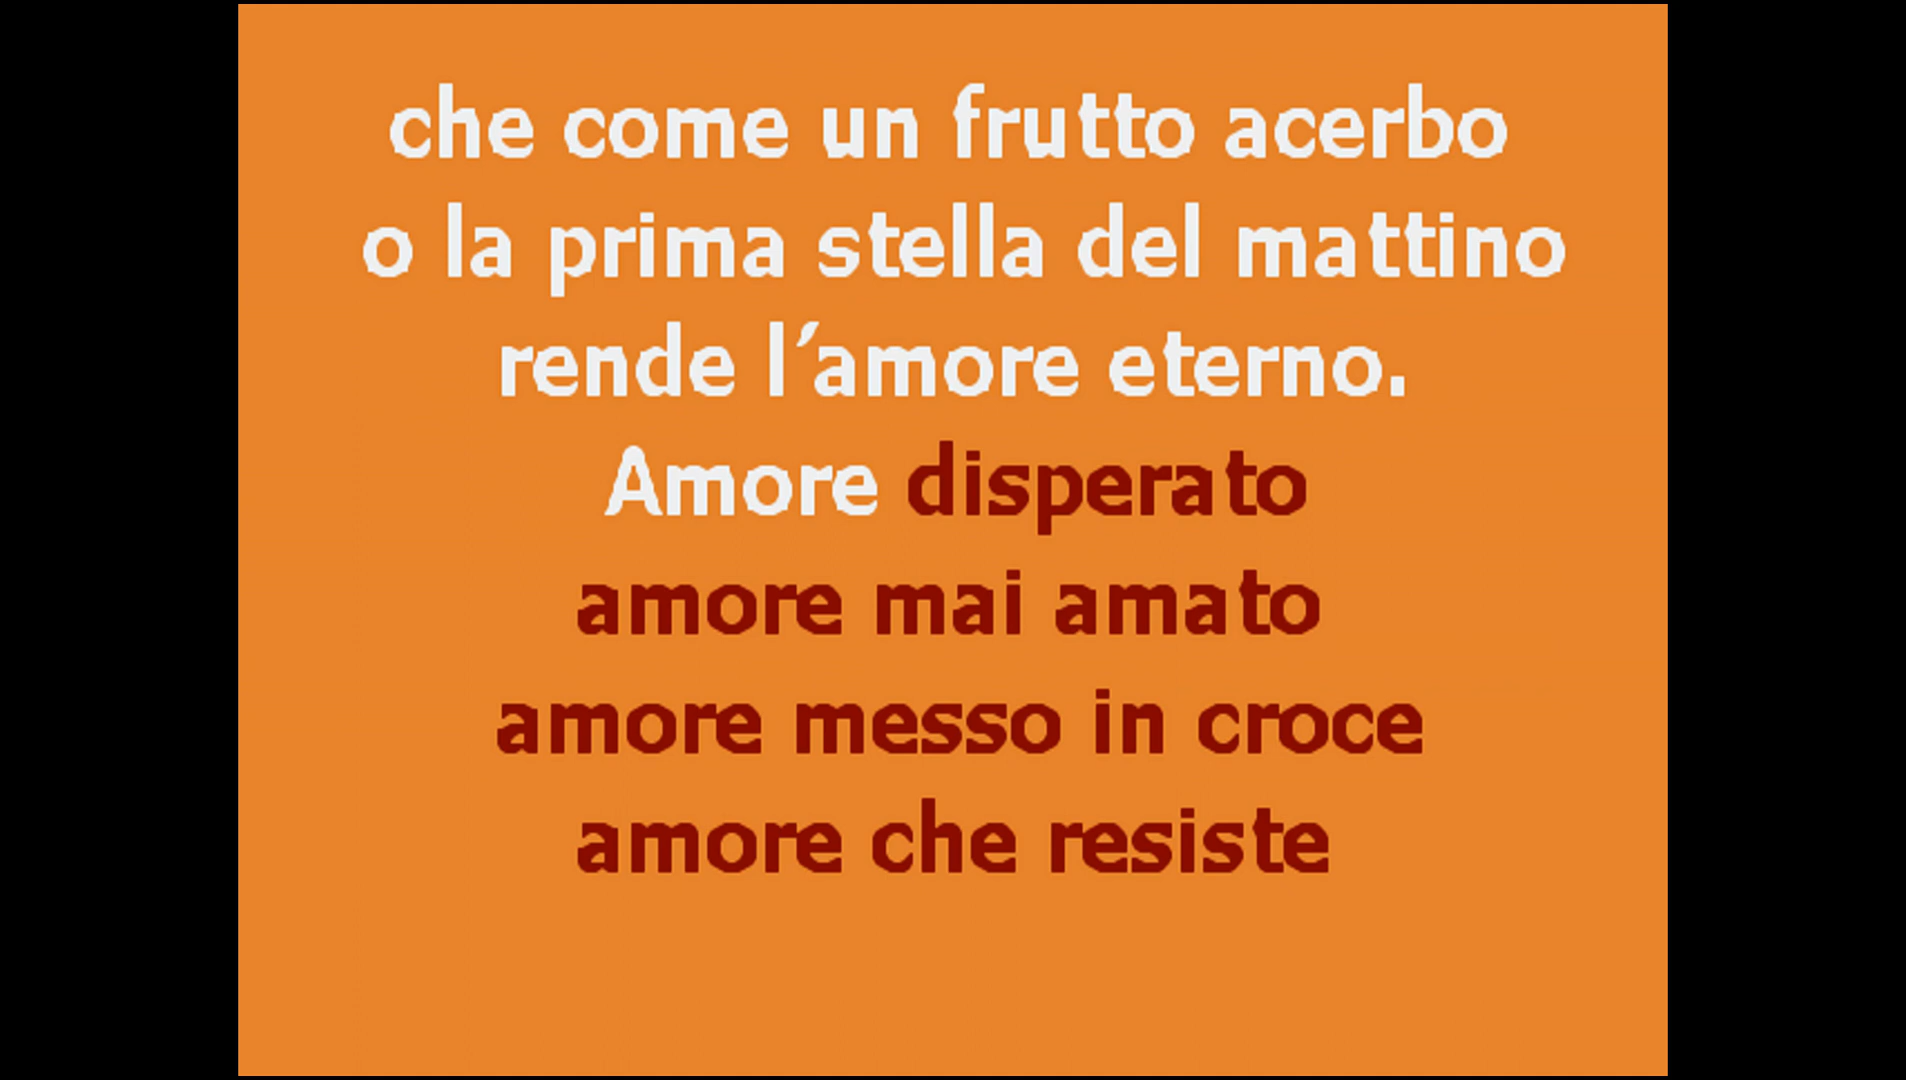 che come un frutto acerbo
o la prima stella del mattino
rende l´amore eterno.
Amore disperato
amore mai amato
amore messo in croce
amore che resiste